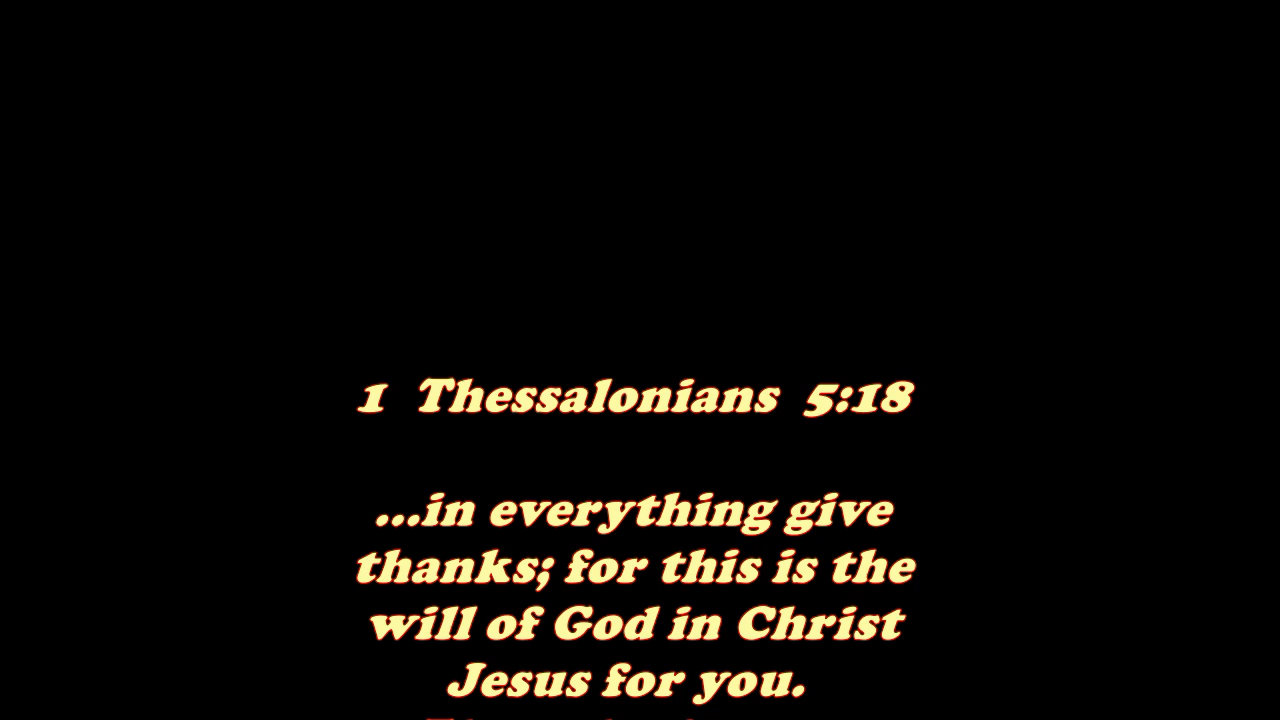 1 Thessalonians 5:18
...in everything give
thanks; for this is the
will of God in Christ
Jesus for you.